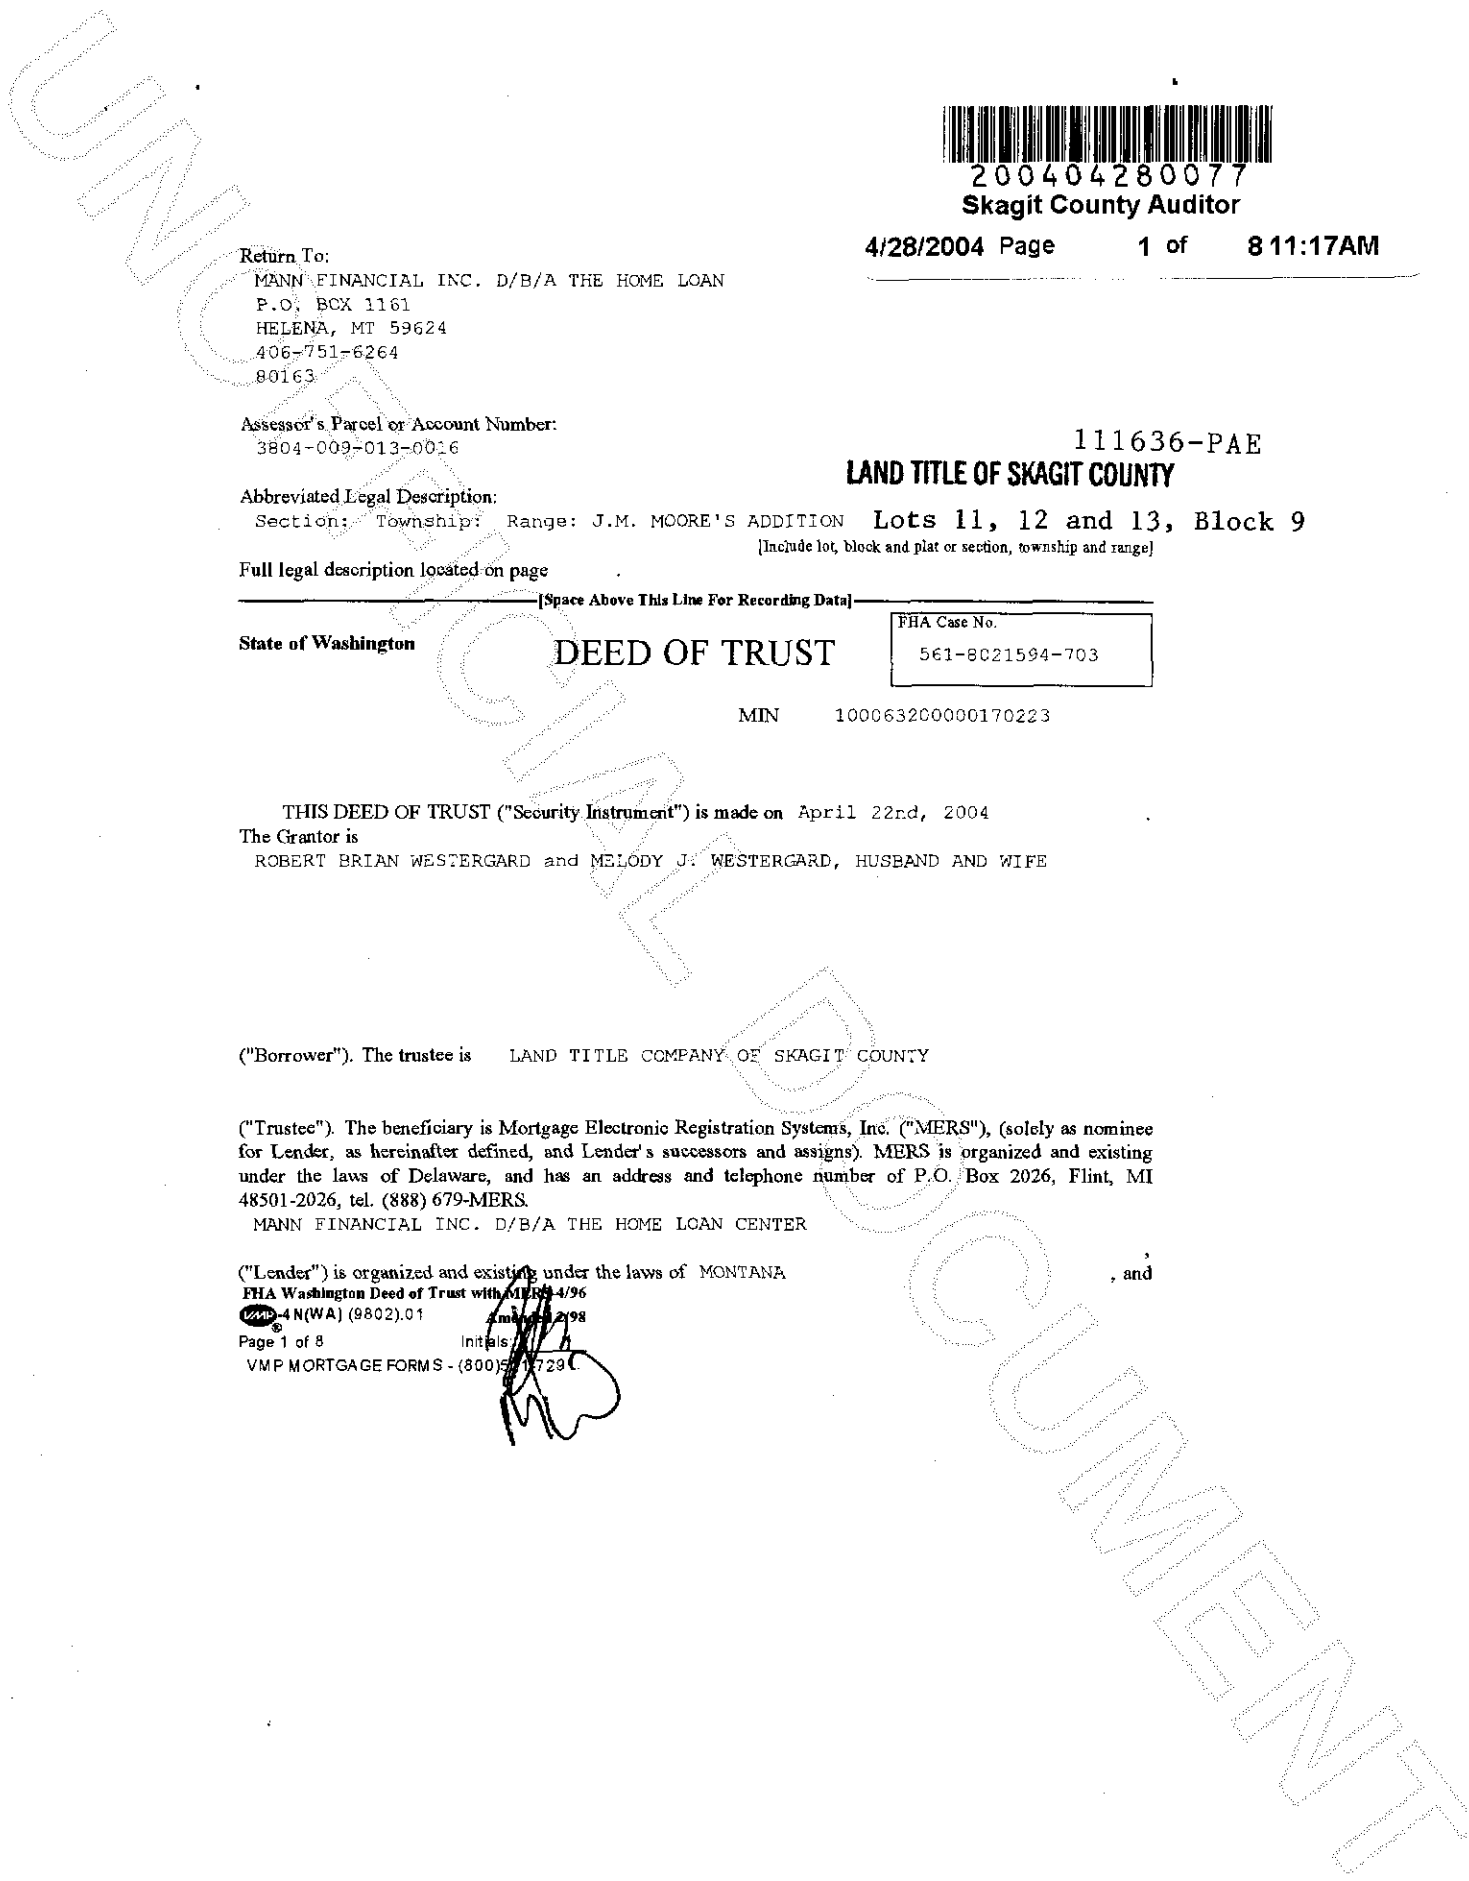 200404280077
Skagit County Auditor
4/28/2004 Page 1 of 8 11:17AM
Return To:
MANN FINANCIAL INC. D/B/A THE HOME LOAN
P.O. BOX 1161
HELENA, MT 59624
406-751-6264
80163
Assessor's Parcel or Account Number:
3804-009-013-0016
111636-PAE
LAND TITLE OF SKAGIT COUNTY
Abbreviated Legal Description:
Section: Township: Range: J.M. MOORE'S ADDITION Lots 11, 12 and 13, Block 9
[Include lot, block and plat or section, township and range]
Full legal description located on page .
[Space Above This Line For Recording Data]
State of Washington
DEED OF TRUST
FHA Case No.
561-8021594-703
MIN 100063200000170223
THIS DEED OF TRUST ("Security Instrument") is made on April 22nd, 2004 .
The Grantor is
ROBERT BRIAN WESTERGARD and MELODY J. WESTERGARD, HUSBAND AND WIFE
("Borrower"). The trustee is LAND TITLE COMPANY OF SKAGIT COUNTY
("Trustee"). The beneficiary is Mortgage Electronic Registration Systems, Inc. ("MERS"), (solely as nominee
for Lender, as hereinafter defined, and Lender's successors and assigns). MERS is organized and existing
under the laws of Delaware, and has an address and telephone number of P.O. Box 2026, Flint, MI
48501-2026, tel. (888) 679-MERS.
MANN FINANCIAL INC. D/B/A THE HOME LOAN CENTER
,
("Lender") is organized and existing under the laws of MONTANA , and
FHA Washington Deed of Trust with MERS 4/96
VMP-4N(WA) (9802).01 Amended 2/98
®
Page 1 of 8 Initials:
VMP MORTGAGE FORMS - (800)
UNOFFICIAL DOCUMENT